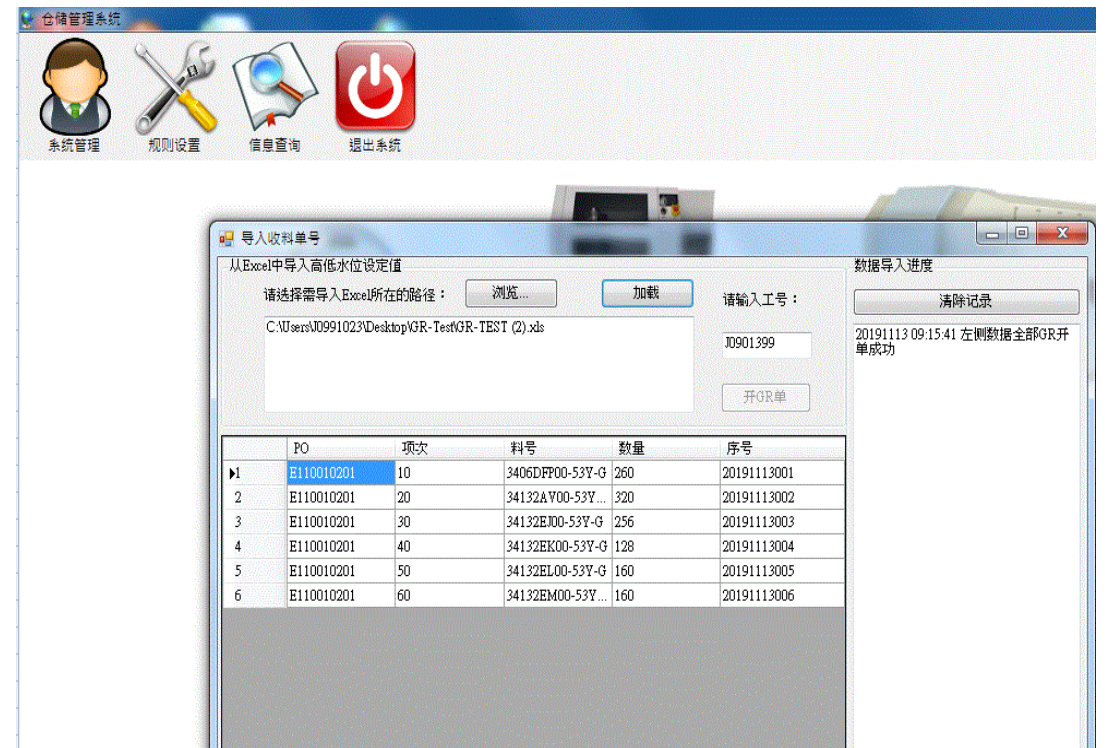 仓储管理系统
系统管理 规则设置 信息查询 退出系统
导入收料单号
从Excel中导入高低水位设定值
请选择需导入Excel所在的路径： 浏览... 加载
C:\Users\J0991023\Desktop\GR-Test\GR-TEST (2).xls
请输入工号：
J0901399
开GR单
数据导入进度
清除记录
20191113 09:15:41 左侧数据全部GR开
单成功
PO 项次 料号 数量 序号
1 E110010201 10 3406DFP00-53Y-G 260 20191113001
2 E110010201 20 34132AV00-53Y... 320 20191113002
3 E110010201 30 34132EJ00-53Y-G 256 20191113003
4 E110010201 40 34132EK00-53Y-G 128 20191113004
5 E110010201 50 34132EL00-53Y-G 160 20191113005
6 E110010201 60 34132EM00-53Y... 160 20191113006